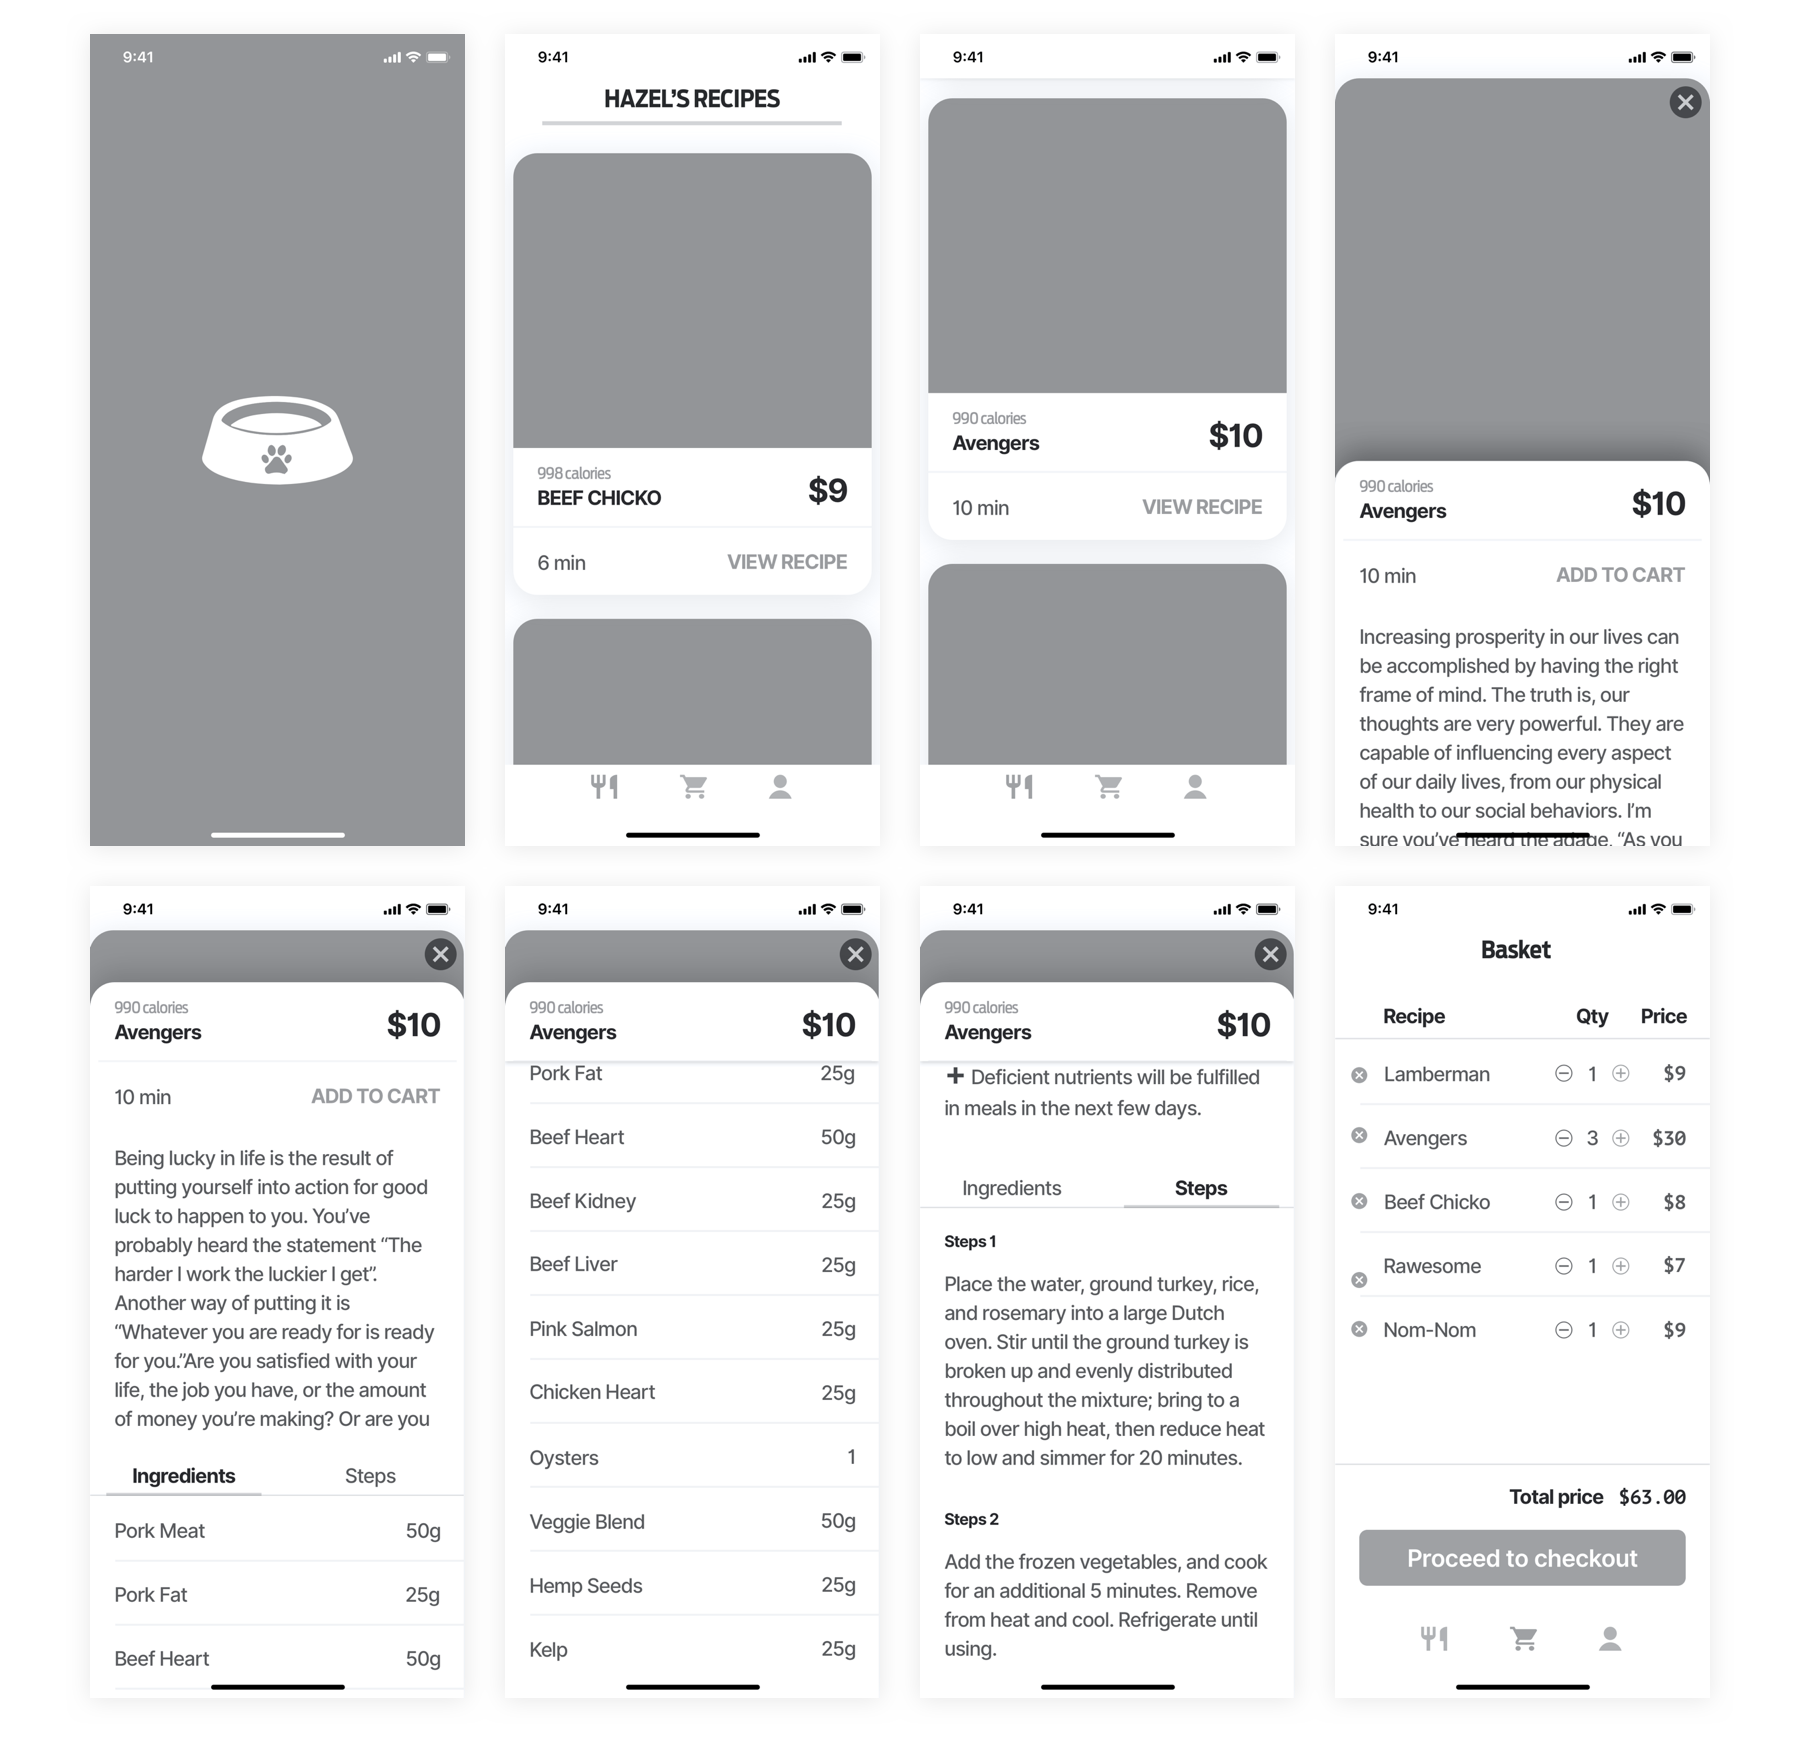 9:41
9:41
HAZEL'S RECIPES
998 calories
BEEF CHICKO
$9
6 min
VIEW RECIPE
9:41
990 calories
Avengers
$10
10 min
VIEW RECIPE
9:41
990 calories
Avengers
$10
10 min
ADD TO CART
Increasing prosperity in our lives can
be accomplished by having the right
frame of mind. The truth is, our
thoughts are very powerful. They are
capable of influencing every aspect
of our daily lives, from our physical
health to our social behaviors. I'm
sure you've heard the adage, “As you
9:41
990 calories
Avengers
$10
10 min
ADD TO CART
Being lucky in life is the result of
putting yourself into action for good
luck to happen to you. You've
probably heard the statement “The
harder I work the luckier I get”.
Another way of putting it is
“Whatever you are ready for is ready
for you.”Are you satisfied with your
life, the job you have, or the amount
of money you're making? Or are you
Ingredients
Steps
Pork Meat
50g
Pork Fat
25g
Beef Heart
50g
9:41
990 calories
Avengers
$10
Pork Fat
25g
Beef Heart
50g
Beef Kidney
25g
Beef Liver
25g
Pink Salmon
25g
Chicken Heart
25g
Oysters
1
Veggie Blend
50g
Hemp Seeds
25g
Kelp
25g
9:41
990 calories
Avengers
$10
+ Deficient nutrients will be fulfilled
in meals in the next few days.
Ingredients
Steps
Steps 1
Place the water, ground turkey, rice,
and rosemary into a large Dutch
oven. Stir until the ground turkey is
broken up and evenly distributed
throughout the mixture; bring to a
boil over high heat, then reduce heat
to low and simmer for 20 minutes.
Steps 2
Add the frozen vegetables, and cook
for an additional 5 minutes. Remove
from heat and cool. Refrigerate until
using.
9:41
Basket
Recipe
Qty
Price
Lamberman
1
$9
Avengers
3
$30
Beef Chicko
1
$8
Rawesome
1
$7
Nom-Nom
1
$9
Total price $63.00
Proceed to checkout